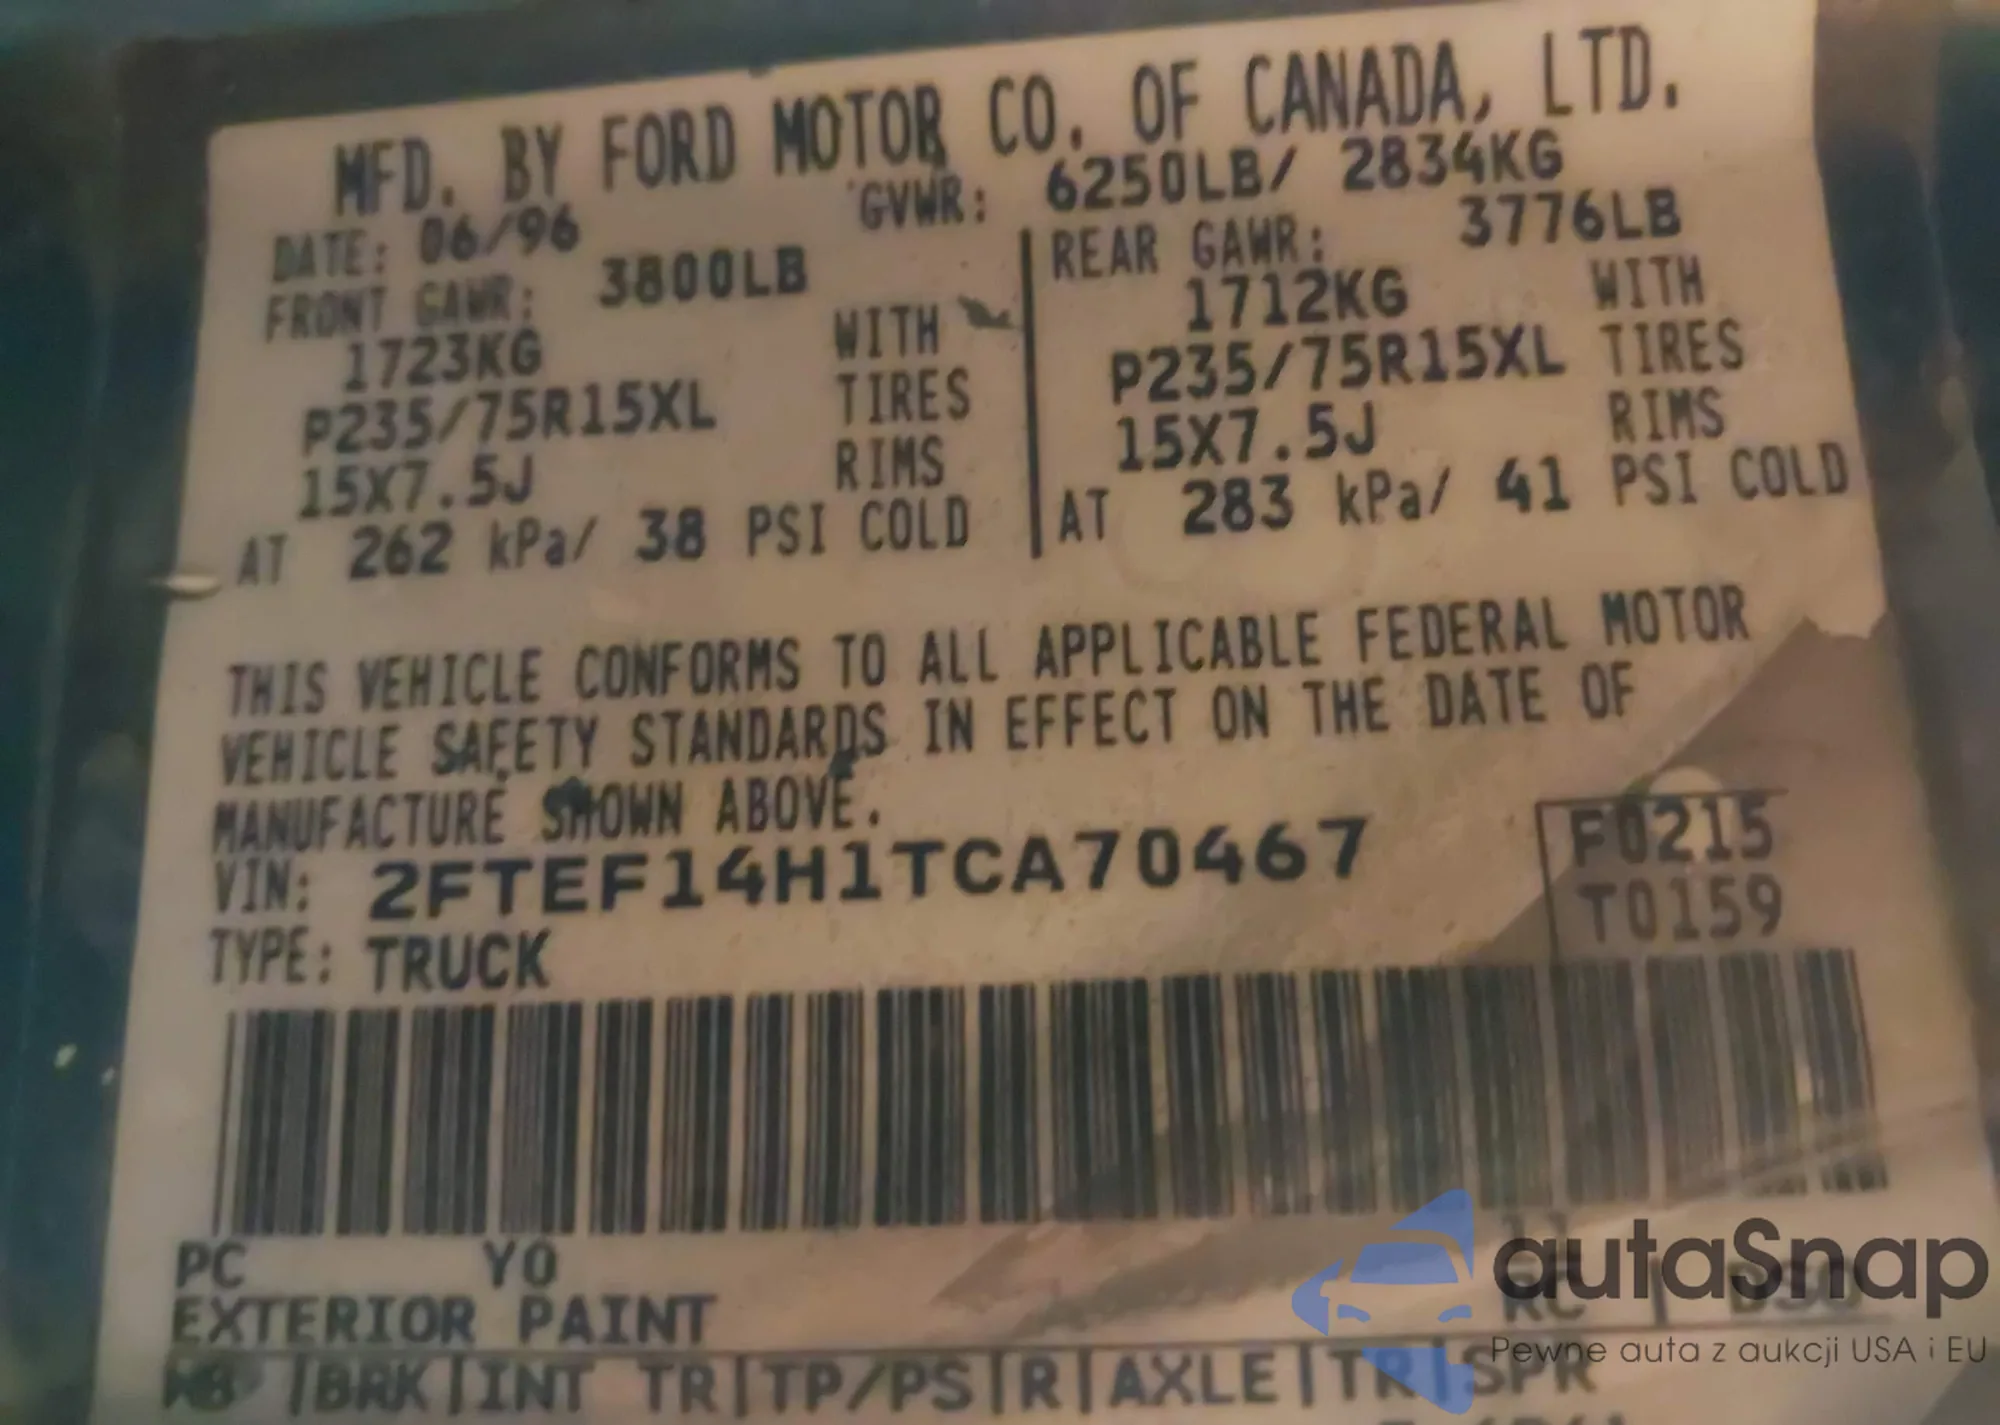 MFD. BY FORD MOTOR CO. OF CANADA, LTD.
DATE: 06/96 GVWR: 6250LB/ 2834KG
FRONT GAWR: 3800LB
1723KG WITH
P235/75R15XL TIRES
15X7.5J RIMS
AT 262 kPa/ 38 PSI COLD
REAR GAWR: 3776LB
1712KG WITH
P235/75R15XL TIRES
15X7.5J RIMS
AT 283 kPa/ 41 PSI COLD
THIS VEHICLE CONFORMS TO ALL APPLICABLE FEDERAL MOTOR
VEHICLE SAFETY STANDARDS IN EFFECT ON THE DATE OF
MANUFACTURE SHOWN ABOVE.
VIN: 2FTEF14H1TCA70467
TYPE: TRUCK
F0215
T0159
PC YO
EXTERIOR PAINT
RC
WB |BRK|INT TR|TP/PS|R|AXLE|TR|SPR
autaSnap
Pewne auta z aukcji USA i EU